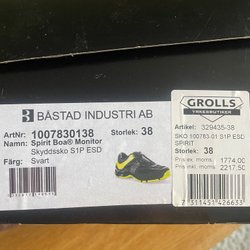 BÅSTAD INDUSTRI AB
ArtNr: 1007830138
Namn: Spirit Boa® Monitor
Storlek: 38
Skyddssko S1P ESD
Färg: Svart
GROLLS
YRKESBUTIKER
Artikel: 329435-38
SKO 100783-01 S1P ESD
SPIRIT
Storlek: 38
Pris ex. moms. 1774,00
Pris inkl. moms 2217,50